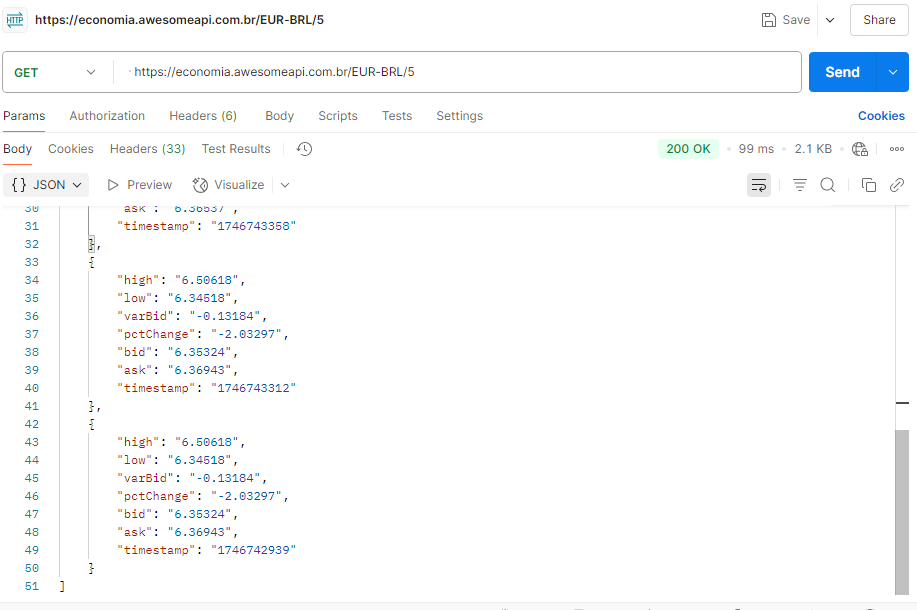 HTTP https://economia.awesomeapi.com.br/EUR-BRL/5 Save Share
GET https://economia.awesomeapi.com.br/EUR-BRL/5 Send
Params Authorization Headers (6) Body Scripts Tests Settings Cookies
Body Cookies Headers (33) Test Results 200 OK • 99 ms • 2.1 KB
{} JSON Preview Visualize
30 "ask": "6.36537",
31 "timestamp": "1746743358"
32 },
33 {
34 "high": "6.50618",
35 "low": "6.34518",
36 "varBid": "-0.13184",
37 "pctChange": "-2.03297",
38 "bid": "6.35324",
39 "ask": "6.36943",
40 "timestamp": "1746743312"
41 },
42 {
43 "high": "6.50618",
44 "low": "6.34518",
45 "varBid": "-0.13184",
46 "pctChange": "-2.03297",
47 "bid": "6.35324",
48 "ask": "6.36943",
49 "timestamp": "1746742939"
50 }
51 ]